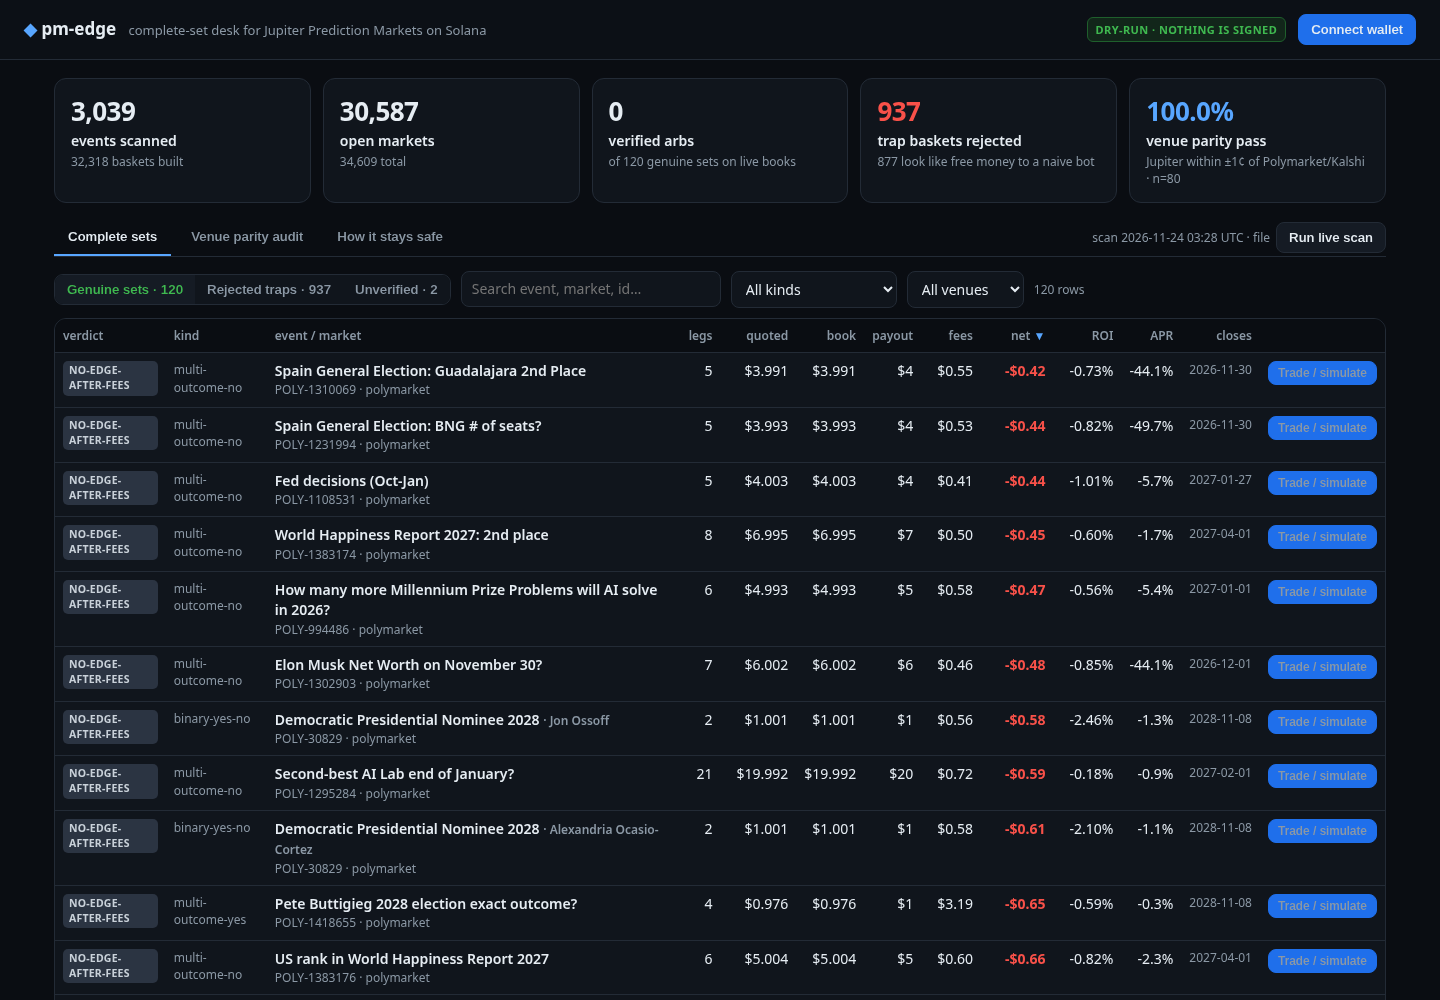 ◆ pm-edge complete-set desk for Jupiter Prediction Markets on Solana DRY-RUN · NOTHING IS SIGNED Connect wallet
3,039
events scanned
32,318 baskets built
30,587
open markets
34,609 total
0
verified arbs
of 120 genuine sets on live books
937
trap baskets rejected
877 look like free money to a naive bot
100.0%
venue parity pass
Jupiter within ±1¢ of Polymarket/Kalshi
· n=80
Complete sets Venue parity audit How it stays safe scan 2026-11-24 03:28 UTC · file Run live scan
Genuine sets · 120 Rejected traps · 937 Unverified · 2 Search event, market, id... All kinds All venues 120 rows
verdict kind event / market legs quoted book payout fees net ▼ ROI APR closes
NO-EDGE-AFTER-FEES multi-outcome-no Spain General Election: Guadalajara 2nd Place 5 $3.991 $3.991 $4 $0.55 -$0.42 -0.73% -44.1% 2026-11-30 Trade / simulate
POLY-1310069 · polymarket
NO-EDGE-AFTER-FEES multi-outcome-no Spain General Election: BNG # of seats? 5 $3.993 $3.993 $4 $0.53 -$0.44 -0.82% -49.7% 2026-11-30 Trade / simulate
POLY-1231994 · polymarket
NO-EDGE-AFTER-FEES multi-outcome-no Fed decisions (Oct-Jan) 5 $4.003 $4.003 $4 $0.41 -$0.44 -1.01% -5.7% 2027-01-27 Trade / simulate
POLY-1108531 · polymarket
NO-EDGE-AFTER-FEES multi-outcome-no World Happiness Report 2027: 2nd place 8 $6.995 $6.995 $7 $0.50 -$0.45 -0.60% -1.7% 2027-04-01 Trade / simulate
POLY-1383174 · polymarket
NO-EDGE-AFTER-FEES multi-outcome-no How many more Millennium Prize Problems will AI solve in 2026? 6 $4.993 $4.993 $5 $0.58 -$0.47 -0.56% -5.4% 2027-01-01 Trade / simulate
POLY-994486 · polymarket
NO-EDGE-AFTER-FEES multi-outcome-no Elon Musk Net Worth on November 30? 7 $6.002 $6.002 $6 $0.46 -$0.48 -0.85% -44.1% 2026-12-01 Trade / simulate
POLY-1302903 · polymarket
NO-EDGE-AFTER-FEES binary-yes-no Democratic Presidential Nominee 2028 · Jon Ossoff 2 $1.001 $1.001 $1 $0.56 -$0.58 -2.46% -1.3% 2028-11-08 Trade / simulate
POLY-30829 · polymarket
NO-EDGE-AFTER-FEES multi-outcome-no Second-best AI Lab end of January? 21 $19.992 $19.992 $20 $0.72 -$0.59 -0.18% -0.9% 2027-02-01 Trade / simulate
POLY-1295284 · polymarket
NO-EDGE-AFTER-FEES binary-yes-no Democratic Presidential Nominee 2028 · Alexandria Ocasio-Cortez 2 $1.001 $1.001 $1 $0.58 -$0.61 -2.10% -1.1% 2028-11-08 Trade / simulate
POLY-30829 · polymarket
NO-EDGE-AFTER-FEES multi-outcome-yes Pete Buttigieg 2028 election exact outcome? 4 $0.976 $0.976 $1 $3.19 -$0.65 -0.59% -0.3% 2028-11-08 Trade / simulate
POLY-1418655 · polymarket
NO-EDGE-AFTER-FEES multi-outcome-no US rank in World Happiness Report 2027 6 $5.004 $5.004 $5 $0.60 -$0.66 -0.82% -2.3% 2027-04-01 Trade / simulate
POLY-1383176 · polymarket